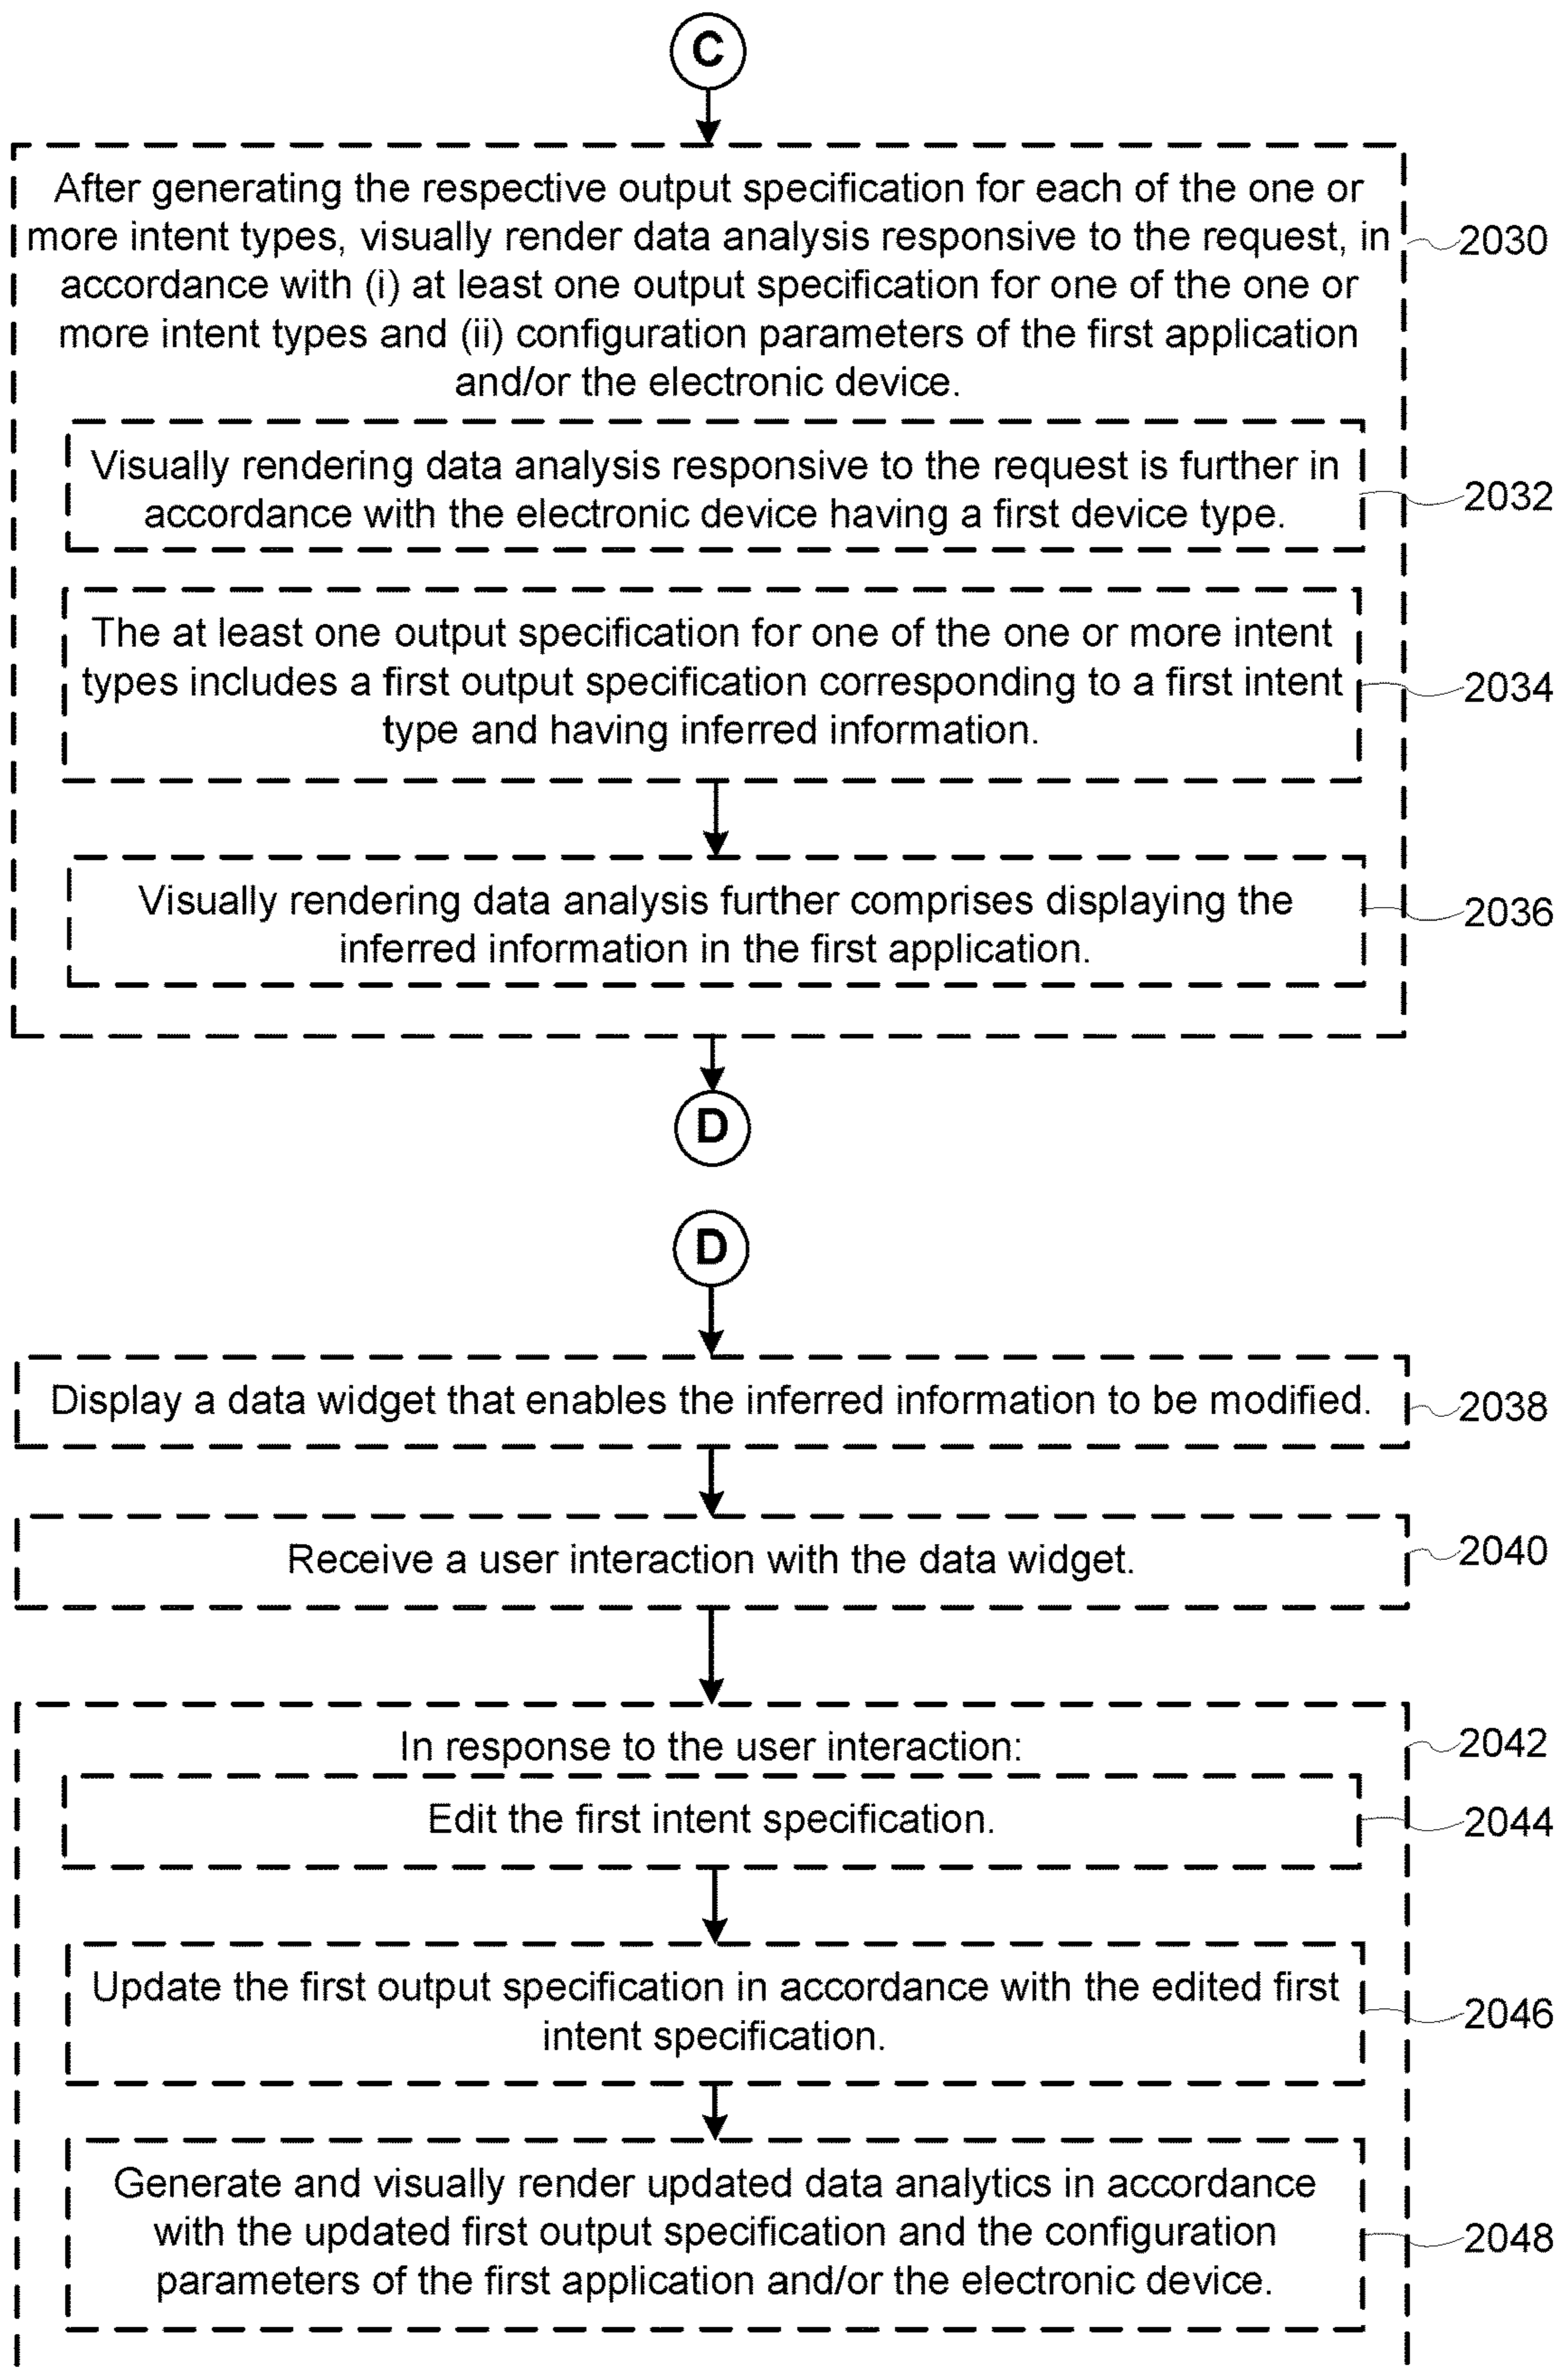 C
After generating the respective output specification for each of the one or
more intent types, visually render data analysis responsive to the request, in
accordance with (i) at least one output specification for one of the one or
more intent types and (ii) configuration parameters of the first application
and/or the electronic device.
2030
Visually rendering data analysis responsive to the request is further in
accordance with the electronic device having a first device type.
2032
The at least one output specification for one of the one or more intent
types includes a first output specification corresponding to a first intent
type and having inferred information.
2034
Visually rendering data analysis further comprises displaying the
inferred information in the first application.
2036
D
D
Display a data widget that enables the inferred information to be modified.
2038
Receive a user interaction with the data widget.
2040
In response to the user interaction:
2042
Edit the first intent specification.
2044
Update the first output specification in accordance with the edited first
intent specification.
2046
Generate and visually render updated data analytics in accordance
with the updated first output specification and the configuration
parameters of the first application and/or the electronic device.
2048